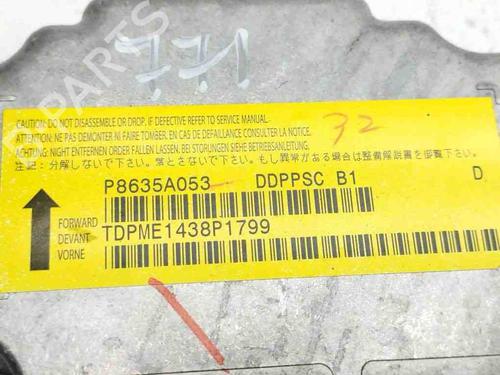 771
CAUTION: DO NOT DISASSEMBLE OR DROP. IF DEFECTIVE REFER TO SERVICE MANUAL.
ATTENTION: NE PAS DEMONTER NI FAIRE TOMBER. EN CAS DE DEFAILLANCE CONSULTER LA NOTICE.
ACHTUNG: NICHT ENTFERNEN ODER FALLEN LASSEN. BEI STÖRUNGEN SIEHE BETRIEBSANLEITUNG.
注記：分解しないで下さい。落とさないで下さい。もし異常がある場合は整備解説書を御覧下さい。
32
P8635A053 DDPPSC B1 D
FORWARD
DEVANT
VORNE
TDPME1438P1799